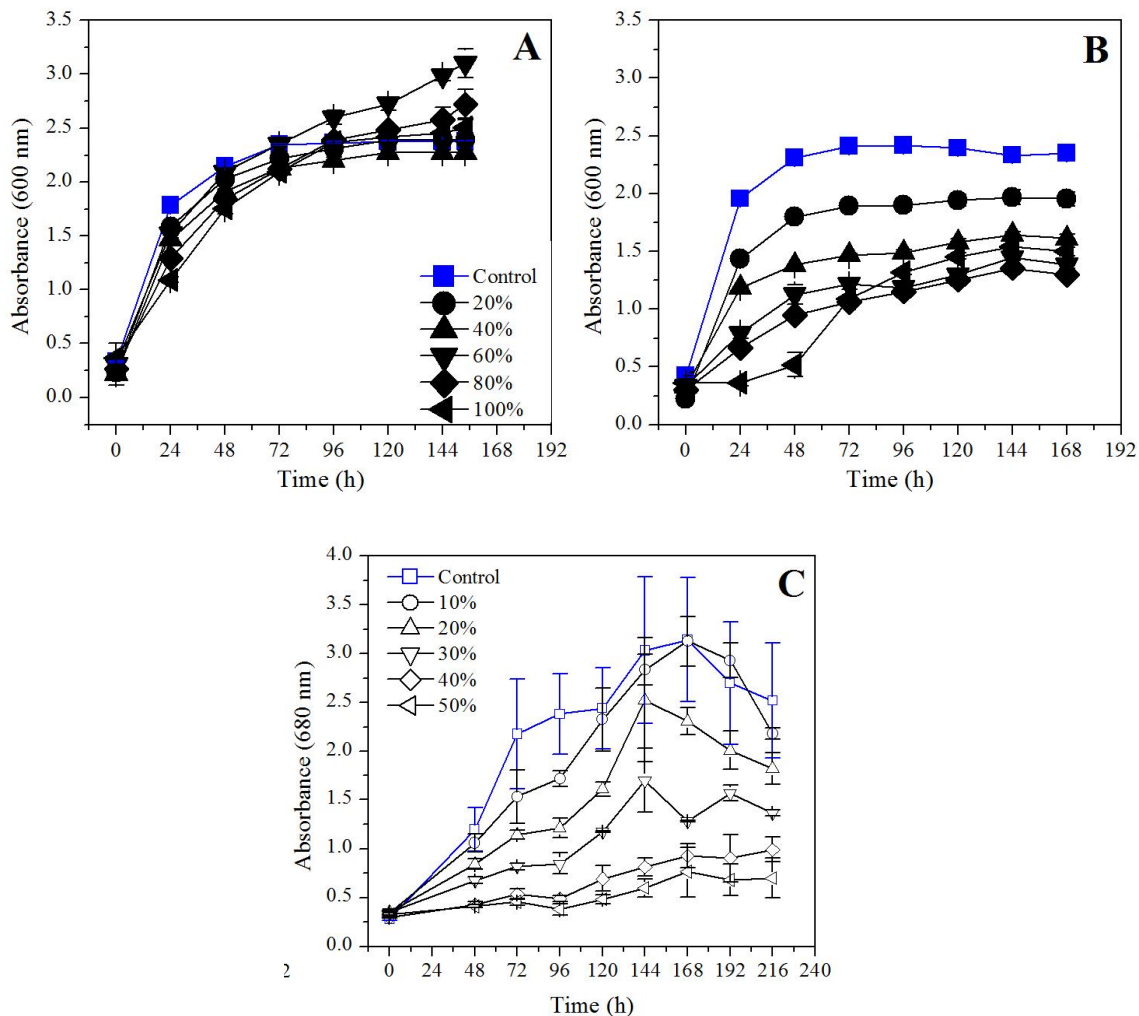 A
3.5
3.0
2.5
2.0
1.5
1.0
0.5
0.0
Absorbance (600 nm)
Control
20%
40%
60%
80%
100%
0 24 48 72 96 120 144 168 192
Time (h)
B
3.5
3.0
2.5
2.0
1.5
1.0
0.5
0.0
Absorbance (600 nm)
0 24 48 72 96 120 144 168 192
Time (h)
C
4.0
3.5
3.0
2.5
2.0
1.5
1.0
0.5
0.0
Absorbance (680 nm)
Control
10%
20%
30%
40%
50%
2
0 24 48 72 96 120 144 168 192 216 240
Time (h)